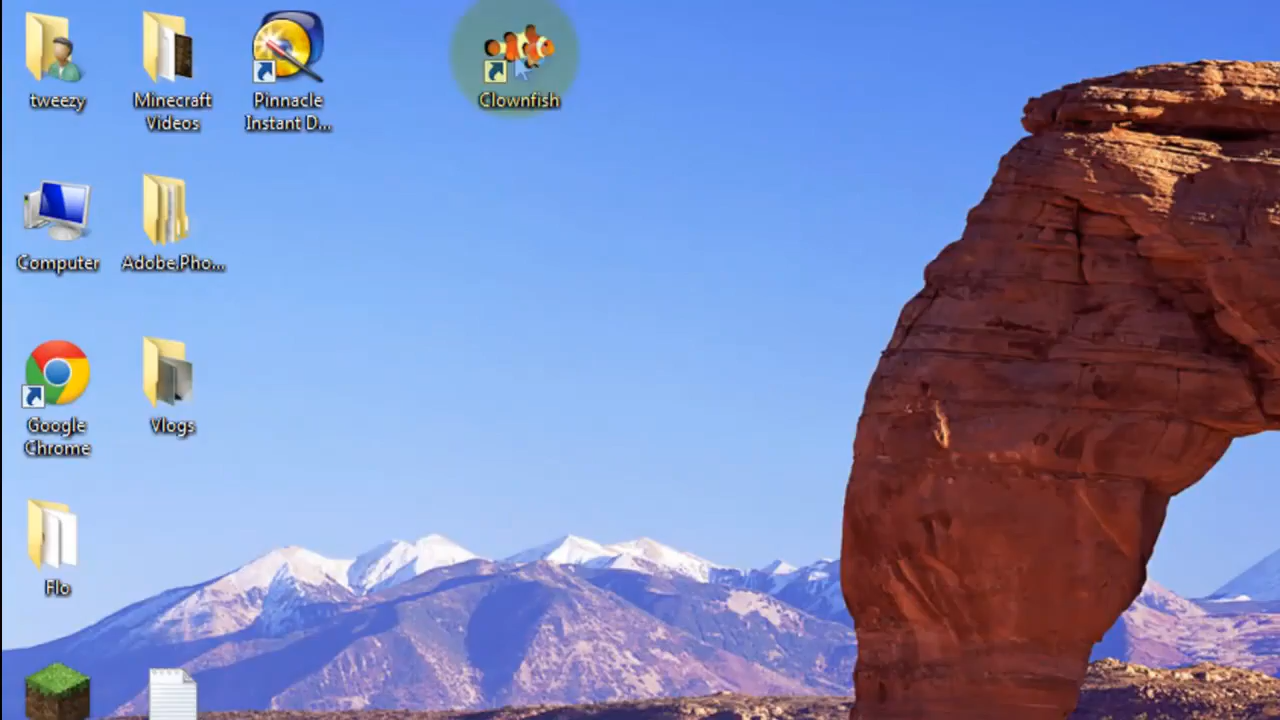 tweezy
Minecraft
Videos
Pinnacle
Instant D...
Clownfish
Computer
Adobe.Pho...
Google
Chrome
Vlogs
Flo